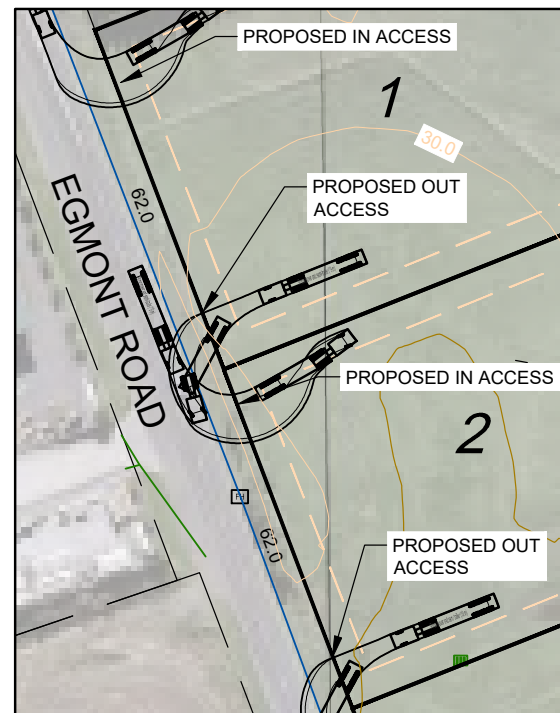 PROPOSED IN ACCESS
1
30.0
62.0
PROPOSED OUT
ACCESS
EGMONT ROAD
PROPOSED IN ACCESS
2
FH
62.0
PROPOSED OUT
ACCESS